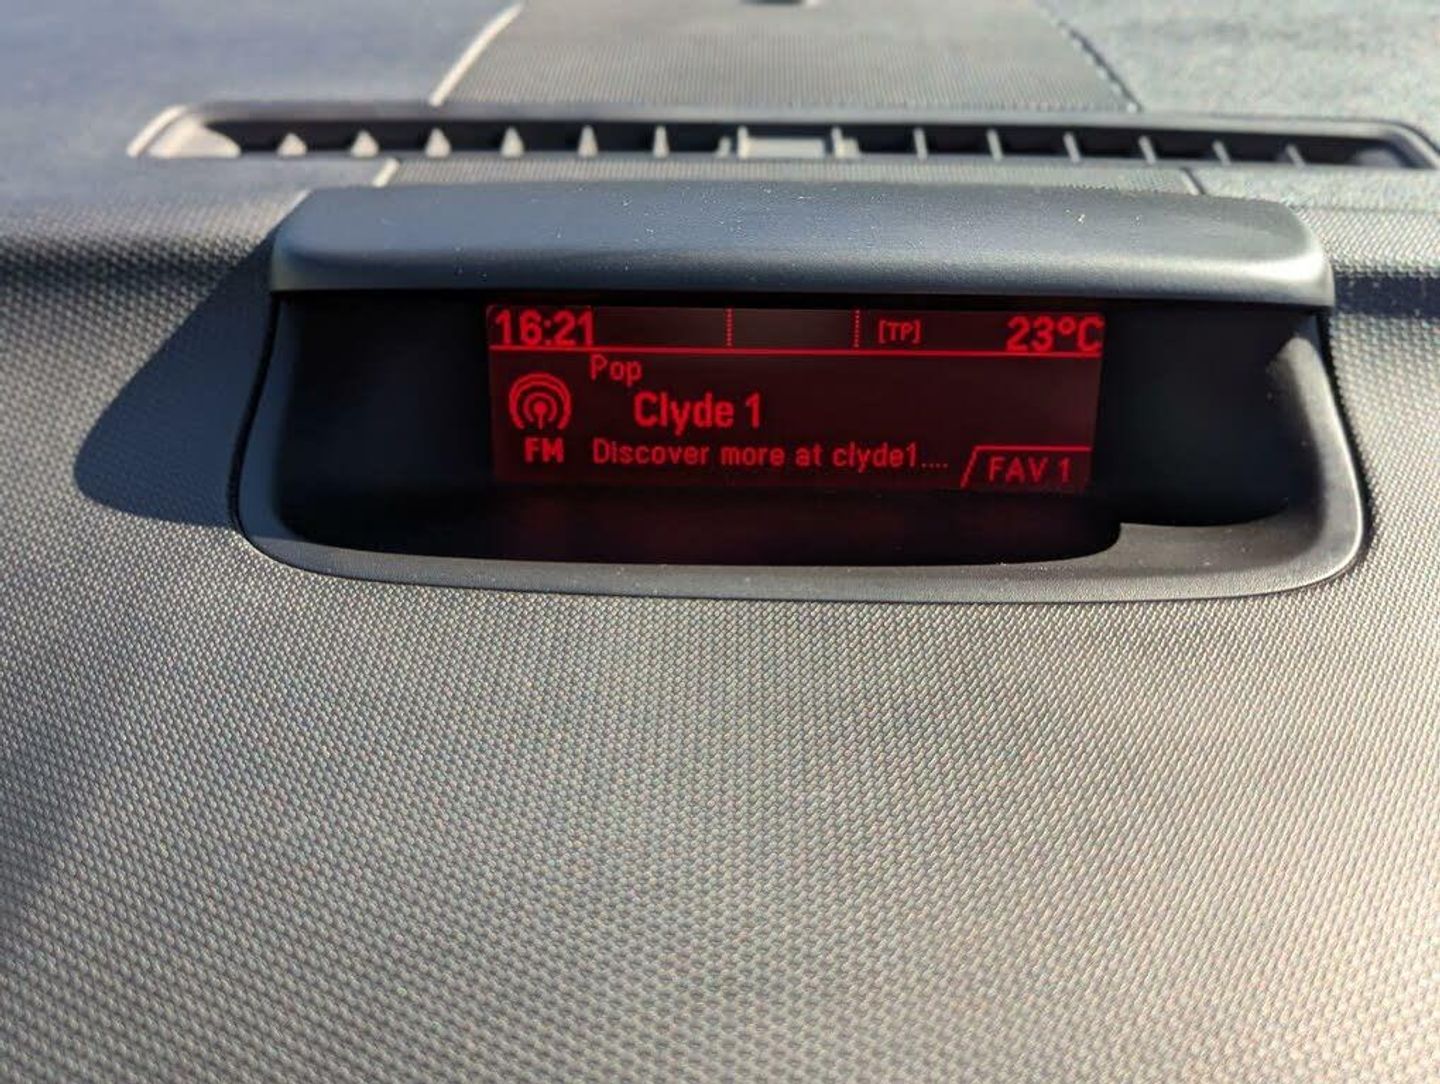 16:21 [TP] 23°C
Pop
Clyde 1
FM Discover more at clyde1....
FAV 1